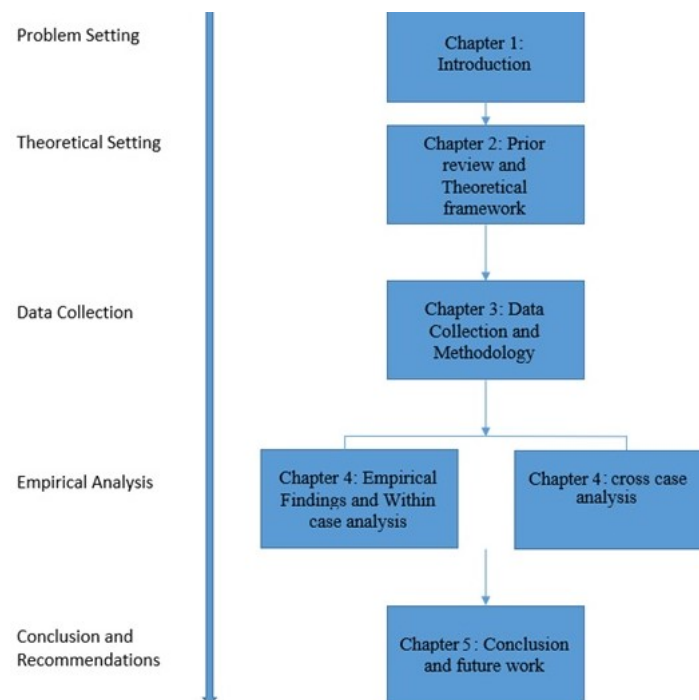 Problem Setting
Chapter 1:
Introduction
Theoretical Setting
Chapter 2: Prior
review and
Theoretical
framework
Data Collection
Chapter 3: Data
Collection and
Methodology
Empirical Analysis
Chapter 4: Empirical
Findings and Within
case analysis
Chapter 4: cross case
analysis
Conclusion and
Recommendations
Chapter 5: Conclusion
and future work